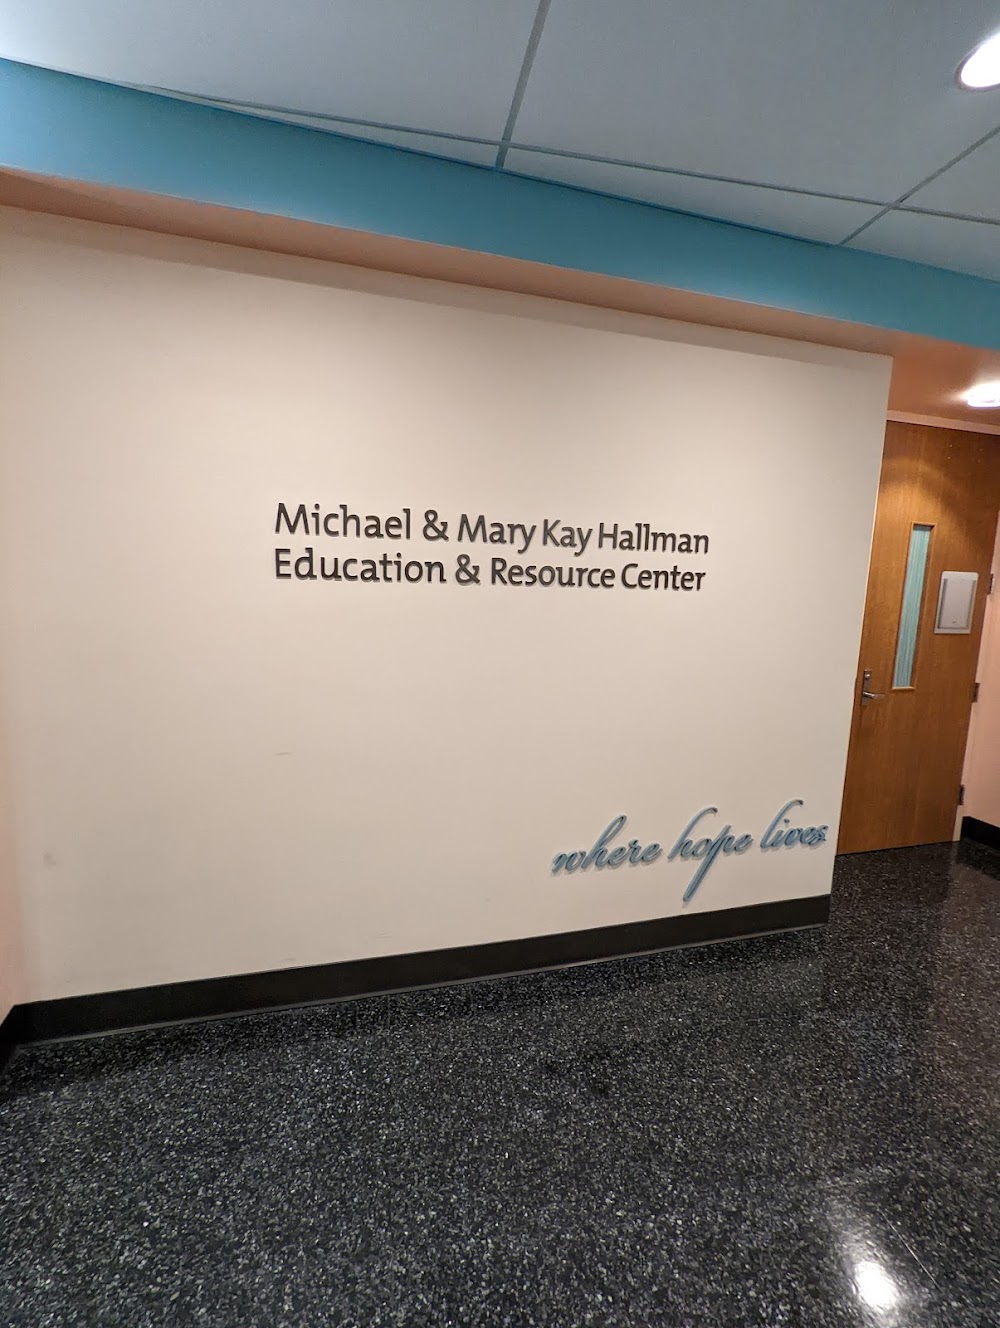 Michael & Mary Kay Hallman
Education & Resource Center
where hope lives